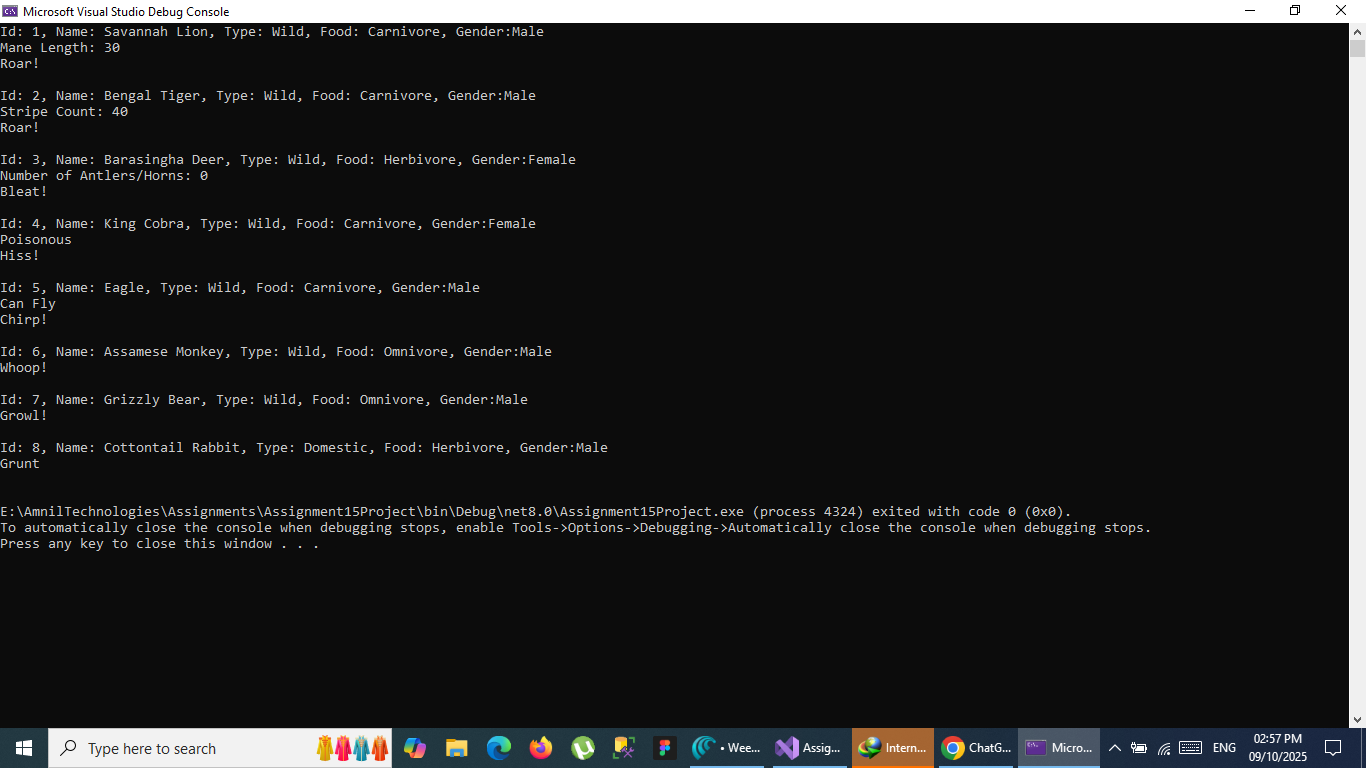 Microsoft Visual Studio Debug Console
Id: 1, Name: Savannah Lion, Type: Wild, Food: Carnivore, Gender:Male
Mane Length: 30
Roar!
Id: 2, Name: Bengal Tiger, Type: Wild, Food: Carnivore, Gender:Male
Stripe Count: 40
Roar!
Id: 3, Name: Barasingha Deer, Type: Wild, Food: Herbivore, Gender:Female
Number of Antlers/Horns: 0
Bleat!
Id: 4, Name: King Cobra, Type: Wild, Food: Carnivore, Gender:Female
Poisonous
Hiss!
Id: 5, Name: Eagle, Type: Wild, Food: Carnivore, Gender:Male
Can Fly
Chirp!
Id: 6, Name: Assamese Monkey, Type: Wild, Food: Omnivore, Gender:Male
Whoop!
Id: 7, Name: Grizzly Bear, Type: Wild, Food: Omnivore, Gender:Male
Growl!
Id: 8, Name: Cottontail Rabbit, Type: Domestic, Food: Herbivore, Gender:Male
Grunt
E:\AmnilTechnologies\Assignments\Assignment15Project\bin\Debug\net8.0\Assignment15Project.exe (process 4324) exited with code 0 (0x0).
To automatically close the console when debugging stops, enable Tools->Options->Debugging->Automatically close the console when debugging stops.
Press any key to close this window . . .
Type here to search
• Wee...
Assig...
Intern...
ChatG...
Micro...
ENG
02:57 PM
09/10/2025